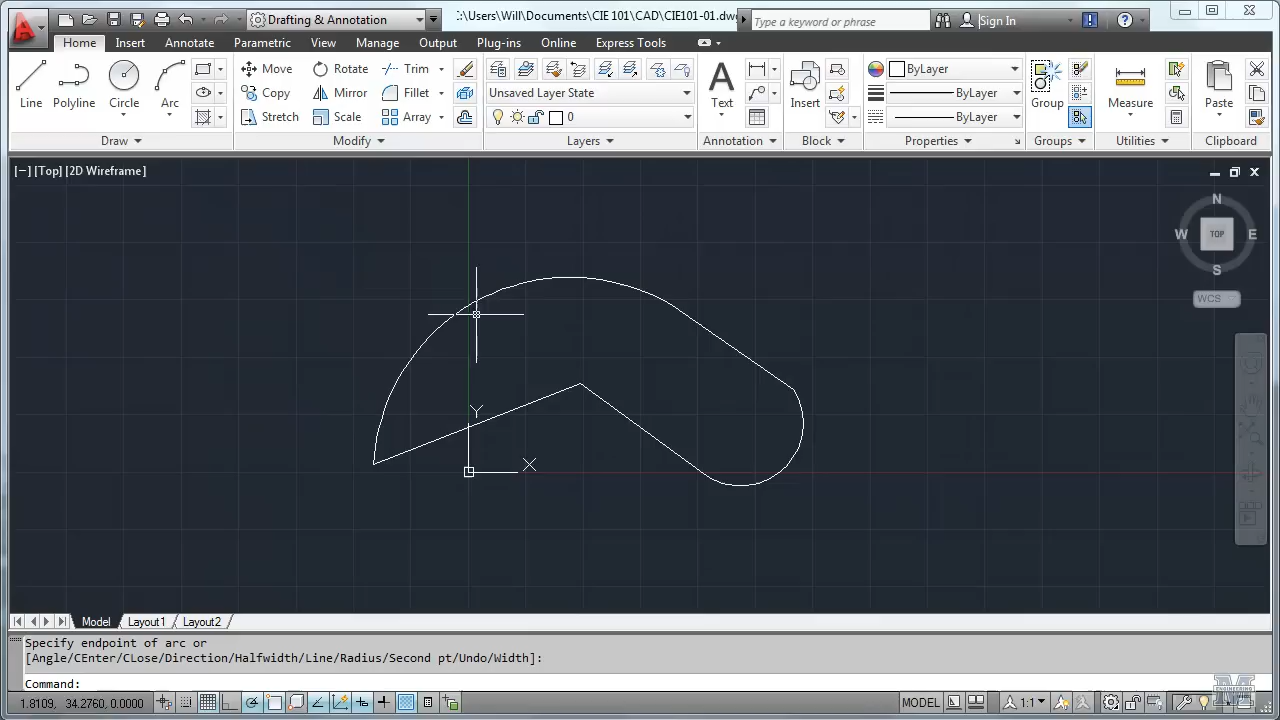 Drafting & Annotation
:\Users\Will\Documents\CIE 101\CAD\CIE101-01.dwg
Type a keyword or phrase
Sign In
Home Insert Annotate Parametric View Manage Output Plug-ins Online Express Tools
Line
Polyline
Circle
Arc
Move Rotate Trim
Copy Mirror Fillet
Stretch Scale Array
Unsaved Layer State
0
Text
Insert
ByLayer
ByLayer
ByLayer
Group
Measure
Paste
Draw Modify Layers Annotation Block Properties Groups Utilities Clipboard
[−] [Top] [2D Wireframe]
N
W TOP E
S
WCS
Y
X
Model Layout1 Layout2
Specify endpoint of arc or
[Angle/CEnter/CLose/Direction/Halfwidth/Line/Radius/Second pt/Undo/Width]:
Command:
1.8109, 34.2760, 0.0000
MODEL
1:1